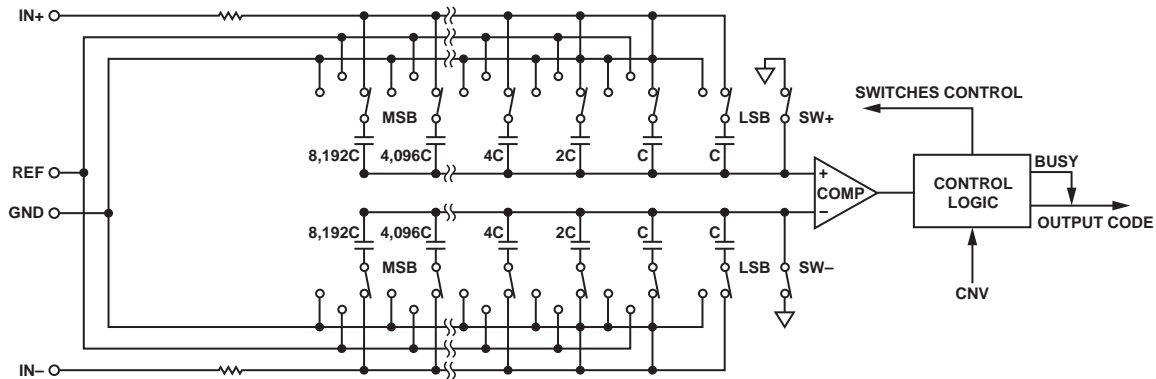 IN+
SWITCHES CONTROL
MSB
LSB
SW+
8,192C
4,096C
4C
2C
C
C
BUSY
REF
+
COMP
−
CONTROL
LOGIC
GND
OUTPUT CODE
8,192C
4,096C
4C
2C
C
C
MSB
LSB
SW−
CNV
IN−